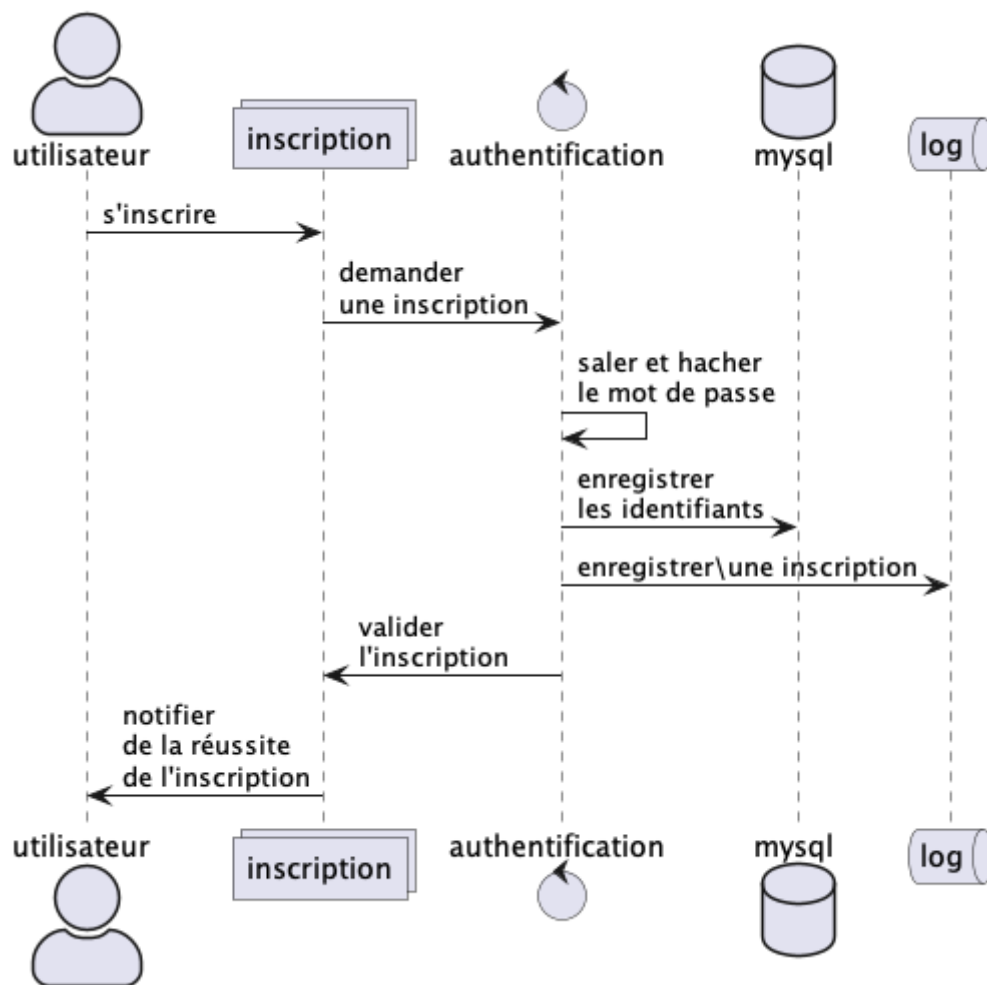 utilisateur
inscription
authentification
mysql
log
s'inscrire
demander
une inscription
saler et hacher
le mot de passe
enregistrer
les identifiants
enregistrer\une inscription
valider
l'inscription
notifier
de la réussite
de l'inscription
utilisateur
inscription
authentification
mysql
log